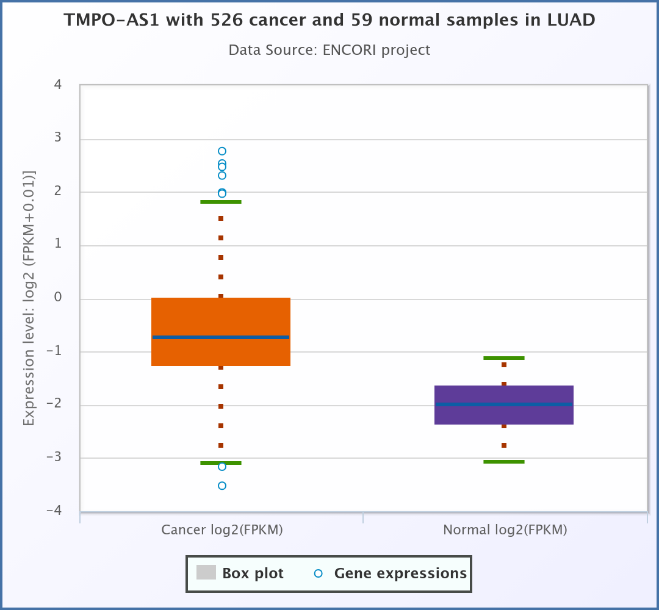 TMPO-AS1 with 526 cancer and 59 normal samples in LUAD
Data Source: ENCORI project
Expression level: log2 (FPKM+0.01)]
4
3
2
1
0
−1
−2
−3
−4
Cancer log2(FPKM)
Normal log2(FPKM)
Box plot
Gene expressions